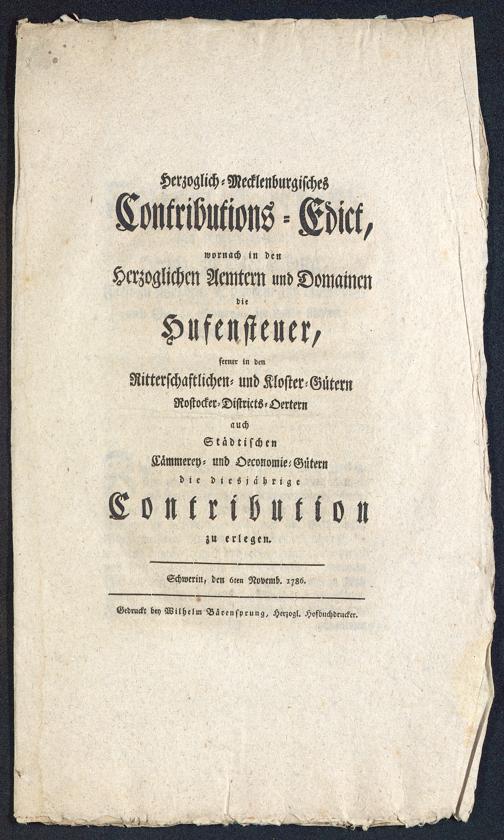 Herzoglich-Mecklenburgisches
Contributions-Edict,
wornach in den
Herzoglichen Aemtern und Domainen
die
Hufensteuer,
ferner in den
Ritterschaftlichen- und Kloster-Gütern
Rostocker-Districts-Oertern
auch
Städtischen
Cämmerey- und Oeconomie-Gütern
die diesjährige
Contribution
zu erlegen.
Schwerin, den 6ten Novemb. 1786.
Gedruckt bey Wilhelm Bärensprung, Herzogl. Hofbuchdrucker.